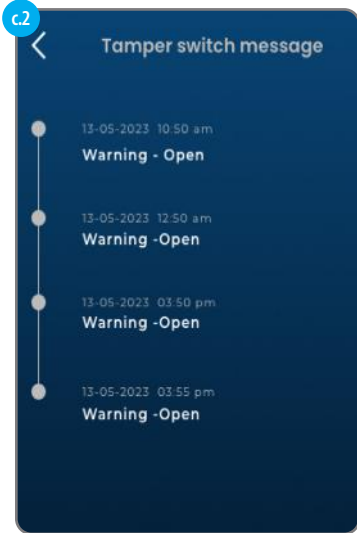 c.2
Tamper switch message
13-05-2023 10:50 am
Warning - Open
13-05-2023 12:50 am
Warning -Open
13-05-2023 03:50 pm
Warning -Open
13-05-2023 03:55 pm
Warning -Open